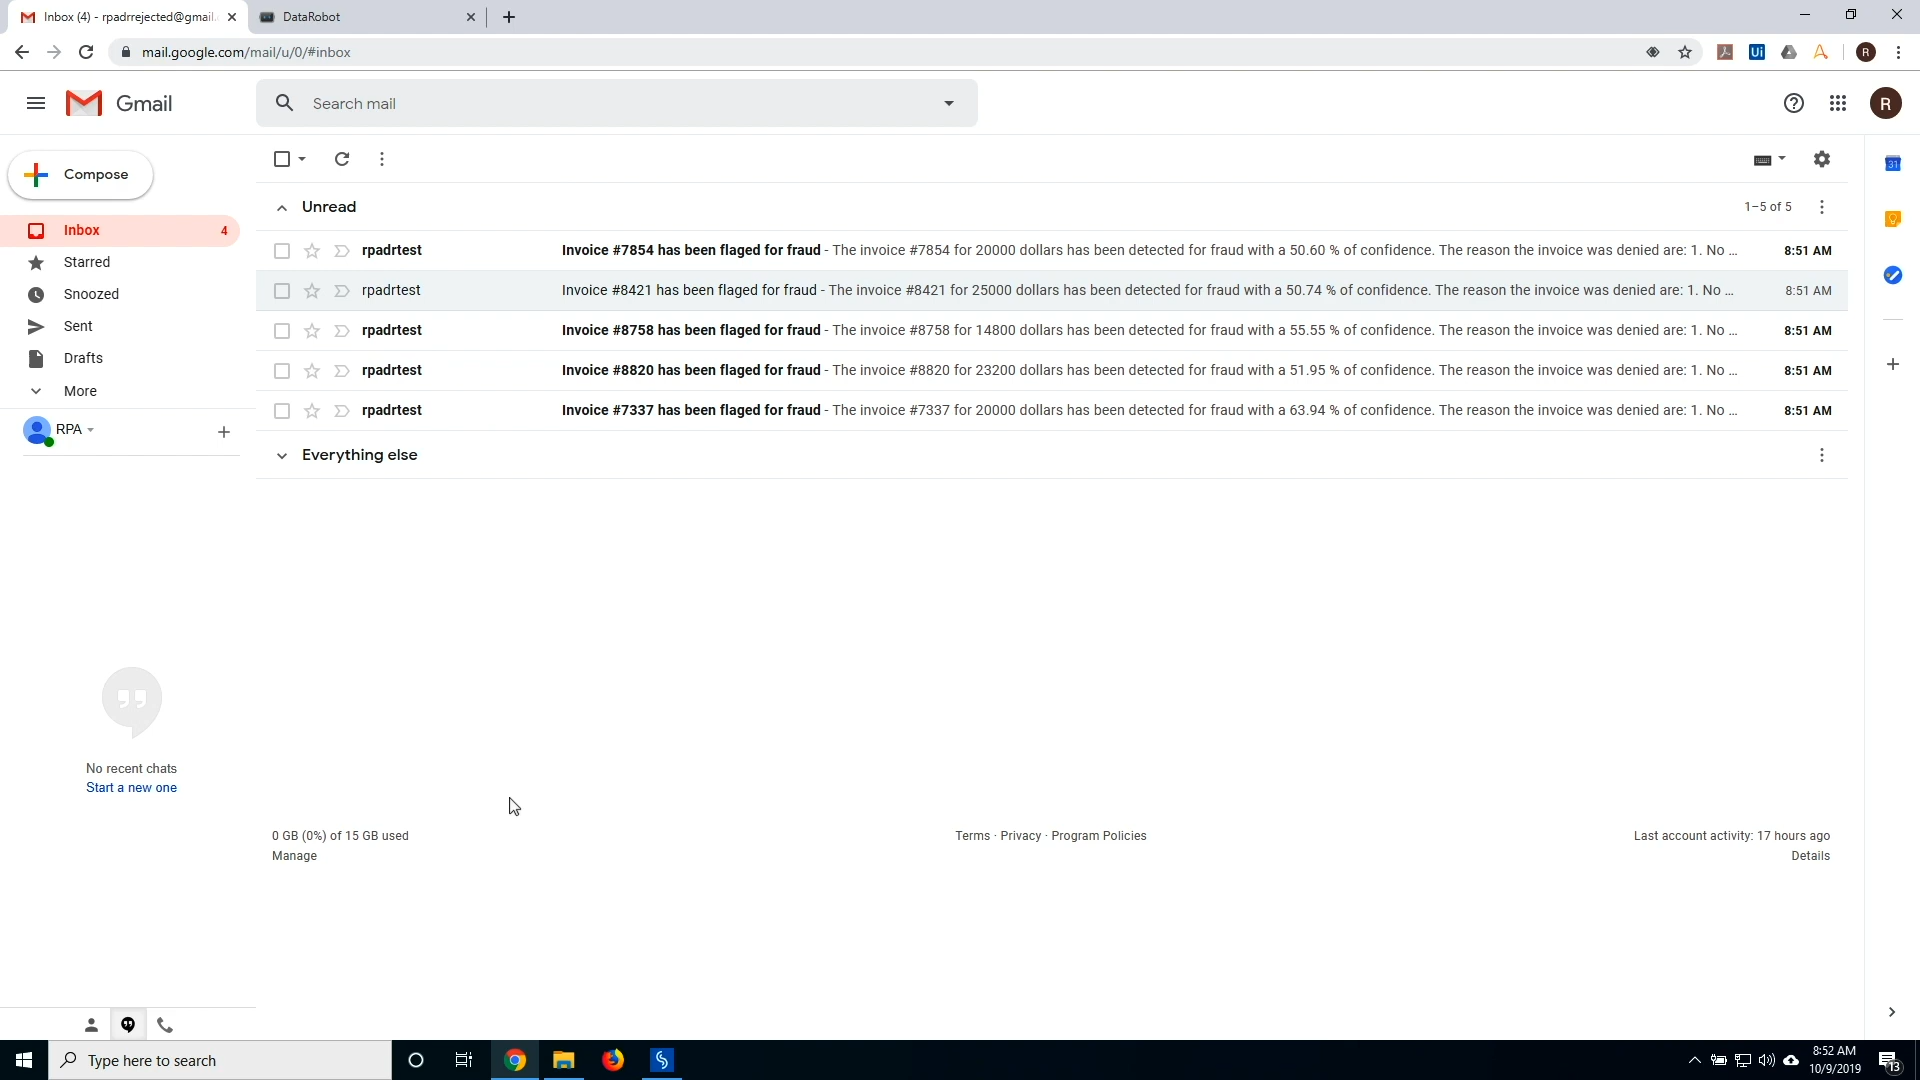 Inbox (4) - rpadrrejected@gmail.
DataRobot
mail.google.com/mail/u/0/#inbox
Ui
R
Gmail
Search mail
R
Compose
31
Unread
1–5 of 5
Inbox 4
rpadrtest Invoice #7854 has been flaged for fraud - The invoice #7854 for 20000 dollars has been detected for fraud with a 50.60 % of confidence. The reason the invoice was denied are: 1. No ... 8:51 AM
Starred
rpadrtest Invoice #8421 has been flaged for fraud - The invoice #8421 for 25000 dollars has been detected for fraud with a 50.74 % of confidence. The reason the invoice was denied are: 1. No ... 8:51 AM
Snoozed
Sent
rpadrtest Invoice #8758 has been flaged for fraud - The invoice #8758 for 14800 dollars has been detected for fraud with a 55.55 % of confidence. The reason the invoice was denied are: 1. No ... 8:51 AM
Drafts
rpadrtest Invoice #8820 has been flaged for fraud - The invoice #8820 for 23200 dollars has been detected for fraud with a 51.95 % of confidence. The reason the invoice was denied are: 1. No ... 8:51 AM
More
rpadrtest Invoice #7337 has been flaged for fraud - The invoice #7337 for 20000 dollars has been detected for fraud with a 63.94 % of confidence. The reason the invoice was denied are: 1. No ... 8:51 AM
RPA
Everything else
No recent chats
Start a new one
0 GB (0%) of 15 GB used
Manage
Terms · Privacy · Program Policies
Last account activity: 17 hours ago
Details
Type here to search
8:52 AM
10/9/2019
13